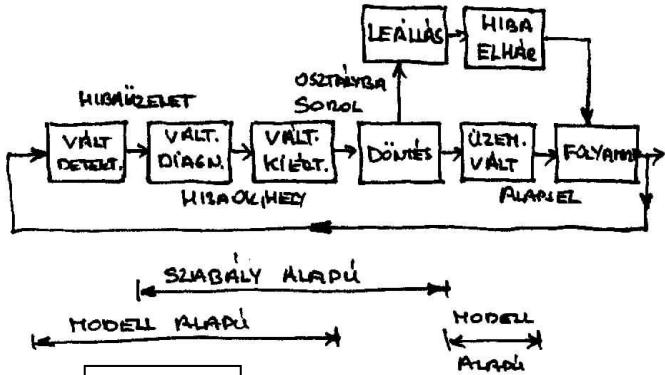 LEÁLLÁS
HIBA
ELHÁR
OSZTÁLYBA
SOROL
HIBAÜZENET
VÁLT
DETEKT.
VÁLT.
DIAGN.
VÁLT.
KIÉRT.
DÖNTÉS
ÜZEM.
VÁLT
FOLYAMAT
HIBAOK, HELY
ALAPJEL
SZABÁLY ALAPÚ
MODELL ALAPÚ
MODELL
ALAPÚ